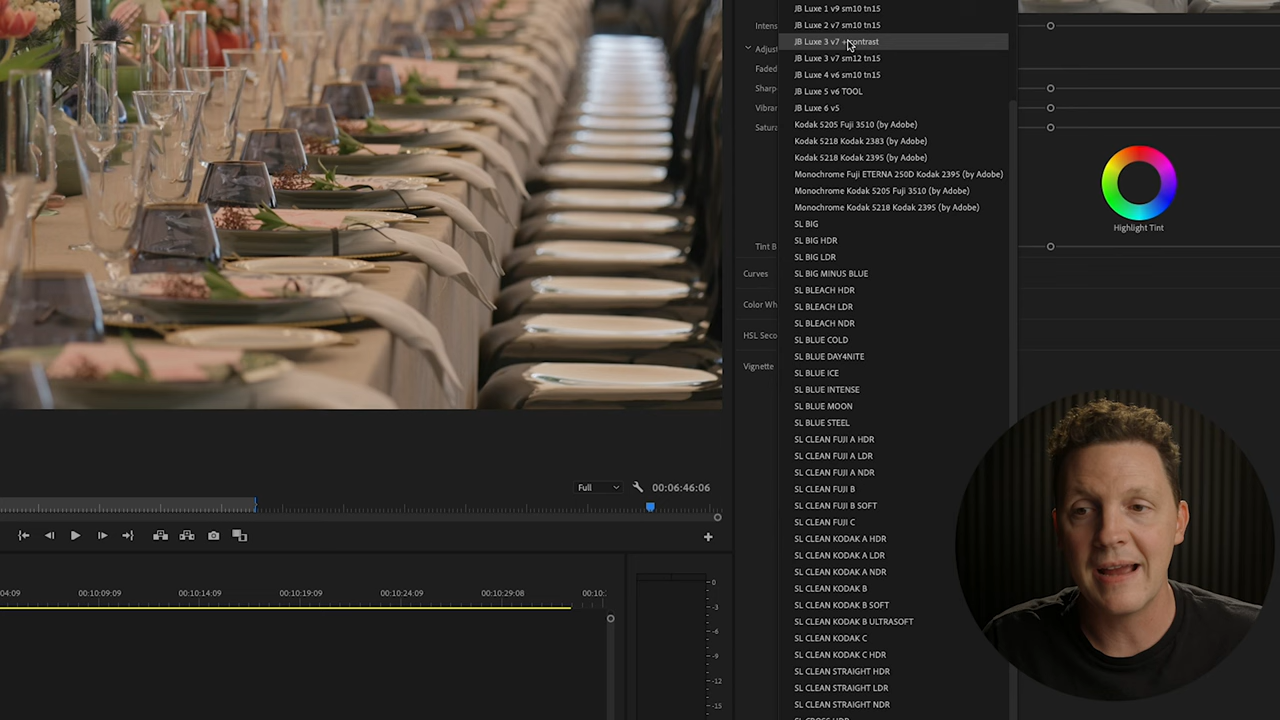 Intens
Adjust
Faded
Sharp
Vibra
Satura
Tint B
Curves
Color Wh
HSL Seco
Vignette
JB Luxe 1 v9 sm10 tn15
JB Luxe 2 v7 sm10 tn15
JB Luxe 3 v7 +contrast
JB Luxe 3 v7 sm12 tn15
JB Luxe 4 v6 sm10 tn15
JB Luxe 5 v6 TOOL
JB Luxe 6 v5
Kodak 5205 Fuji 3510 (by Adobe)
Kodak 5218 Kodak 2383 (by Adobe)
Kodak 5218 Kodak 2395 (by Adobe)
Monochrome Fuji ETERNA 250D Kodak 2395 (by Adobe)
Monochrome Kodak 5205 Fuji 3510 (by Adobe)
Monochrome Kodak 5218 Kodak 2395 (by Adobe)
SL BIG
SL BIG HDR
SL BIG LDR
SL BIG MINUS BLUE
SL BLEACH HDR
SL BLEACH LDR
SL BLEACH NDR
SL BLUE COLD
SL BLUE DAY4NITE
SL BLUE ICE
SL BLUE INTENSE
SL BLUE MOON
SL BLUE STEEL
SL CLEAN FUJI A HDR
SL CLEAN FUJI A LDR
SL CLEAN FUJI A NDR
SL CLEAN FUJI B
SL CLEAN FUJI B SOFT
SL CLEAN FUJI C
SL CLEAN KODAK A HDR
SL CLEAN KODAK A LDR
SL CLEAN KODAK A NDR
SL CLEAN KODAK B
SL CLEAN KODAK B SOFT
SL CLEAN KODAK B ULTRASOFT
SL CLEAN KODAK C
SL CLEAN KODAK C HDR
SL CLEAN STRAIGHT HDR
SL CLEAN STRAIGHT LDR
SL CLEAN STRAIGHT NDR
Highlight Tint
Full
00:06:46:06
04:09
00:10:09:09
00:10:14:09
00:10:19:09
00:10:24:09
00:10:29:08
00:10:
0
-3
-6
-9
-12
-15